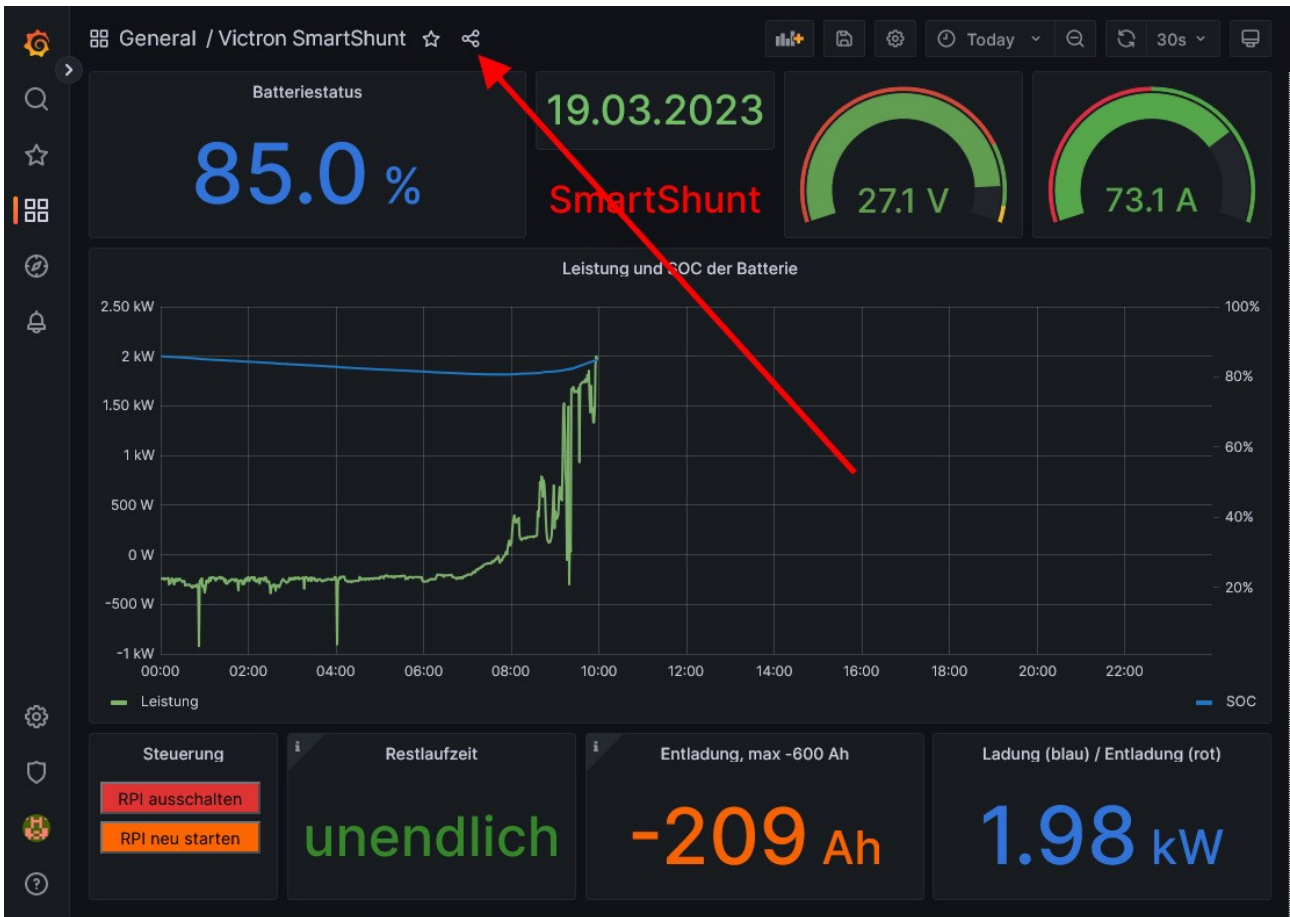 General / Victron SmartShunt
Today
30s
Batteriestatus
85.0 %
19.03.2023
SmartShunt
27.1 V
73.1 A
Leistung und SOC der Batterie
2.50 kW
2 kW
1.50 kW
1 kW
500 W
0 W
-500 W
-1 kW
100%
80%
60%
40%
20%
00:00 02:00 04:00 06:00 08:00 10:00 12:00 14:00 16:00 18:00 20:00 22:00
Leistung
SOC
Steuerung
RPI ausschalten
RPI neu starten
i
Restlaufzeit
unendlich
i
Entladung, max -600 Ah
-209 Ah
Ladung (blau) / Entladung (rot)
1.98 kW